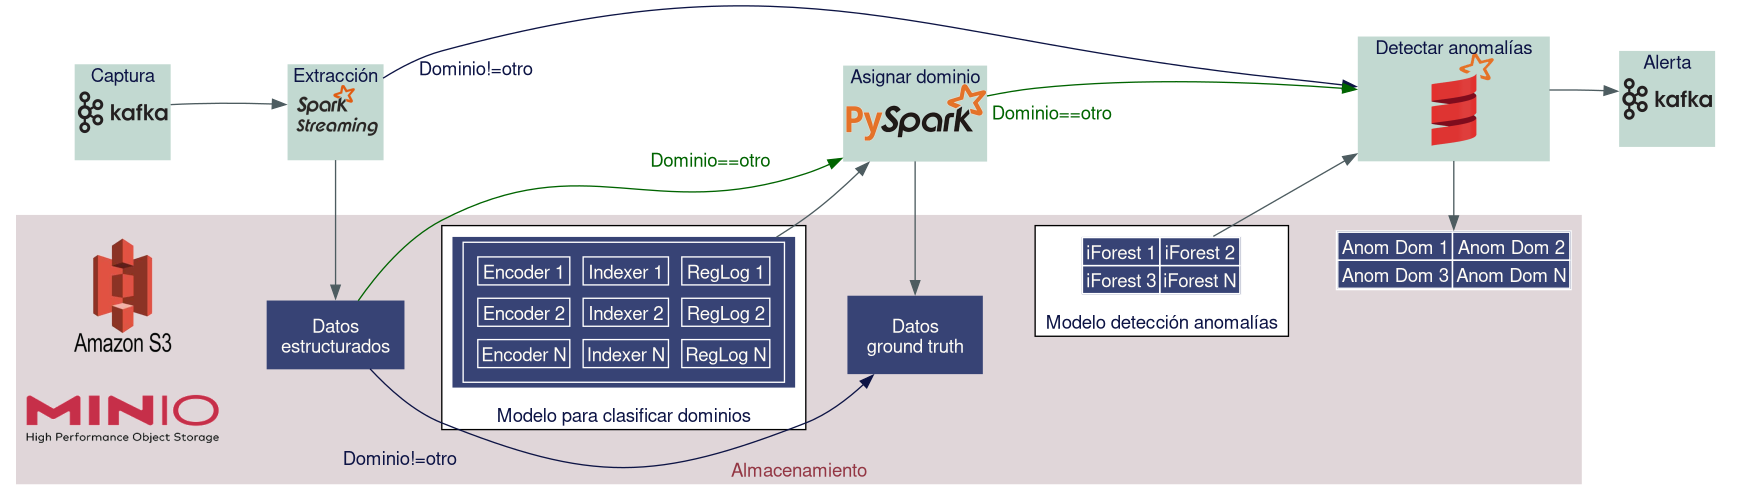 Captura
kafka
Extracción
Spark
Streaming
Dominio!=otro
Asignar dominio
PySpark
Dominio==otro
Detectar anomalías
Alerta
kafka
Dominio==otro
Amazon S3
MINIO
High Performance Object Storage
Datos
estructurados
Encoder 1 Indexer 1 RegLog 1
Encoder 2 Indexer 2 RegLog 2
Encoder N Indexer N RegLog N
Modelo para clasificar dominios
Datos
ground truth
iForest 1 iForest 2
iForest 3 iForest N
Modelo detección anomalías
Anom Dom 1 Anom Dom 2
Anom Dom 3 Anom Dom N
Dominio!=otro
Almacenamiento